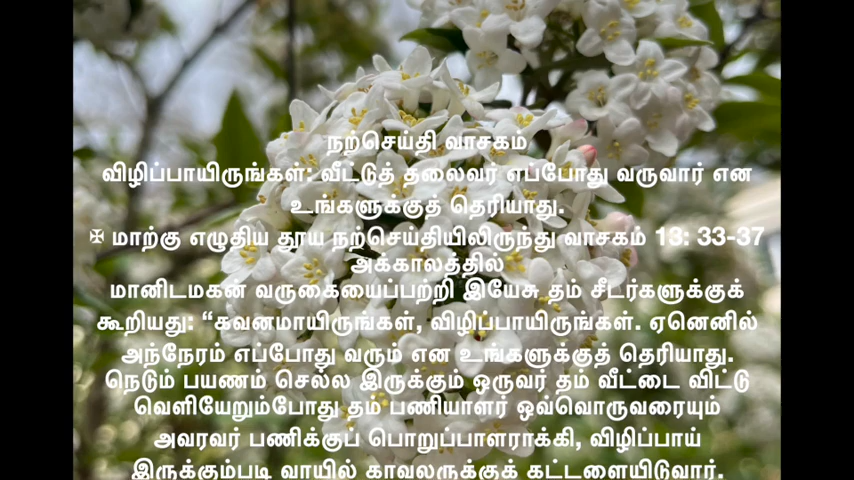 நற்செய்தி வாசகம்
விழிப்பாயிருங்கள்: வீட்டுத் தலைவர் எப்போது வருவார் என
உங்களுக்குத் தெரியாது.
✠ மாற்கு எழுதிய தூய நற்செய்தியிலிருந்து வாசகம் 13: 33-37
அக்காலத்தில்
மானிடமகன் வருகையைப்பற்றி இயேசு தம் சீடர்களுக்குக்
கூறியது: “கவனமாயிருங்கள், விழிப்பாயிருங்கள். ஏனெனில்
அந்நேரம் எப்போது வரும் என உங்களுக்குத் தெரியாது.
நெடும் பயணம் செல்ல இருக்கும் ஒருவர் தம் வீட்டை விட்டு
வெளியேறும்போது தம் பணியாளர் ஒவ்வொருவரையும்
அவரவர் பணிக்குப் பொறுப்பாளராக்கி, விழிப்பாய்
இருக்கும்படி வாயில் காவலருக்குக் கட்டளையிடுவார்.